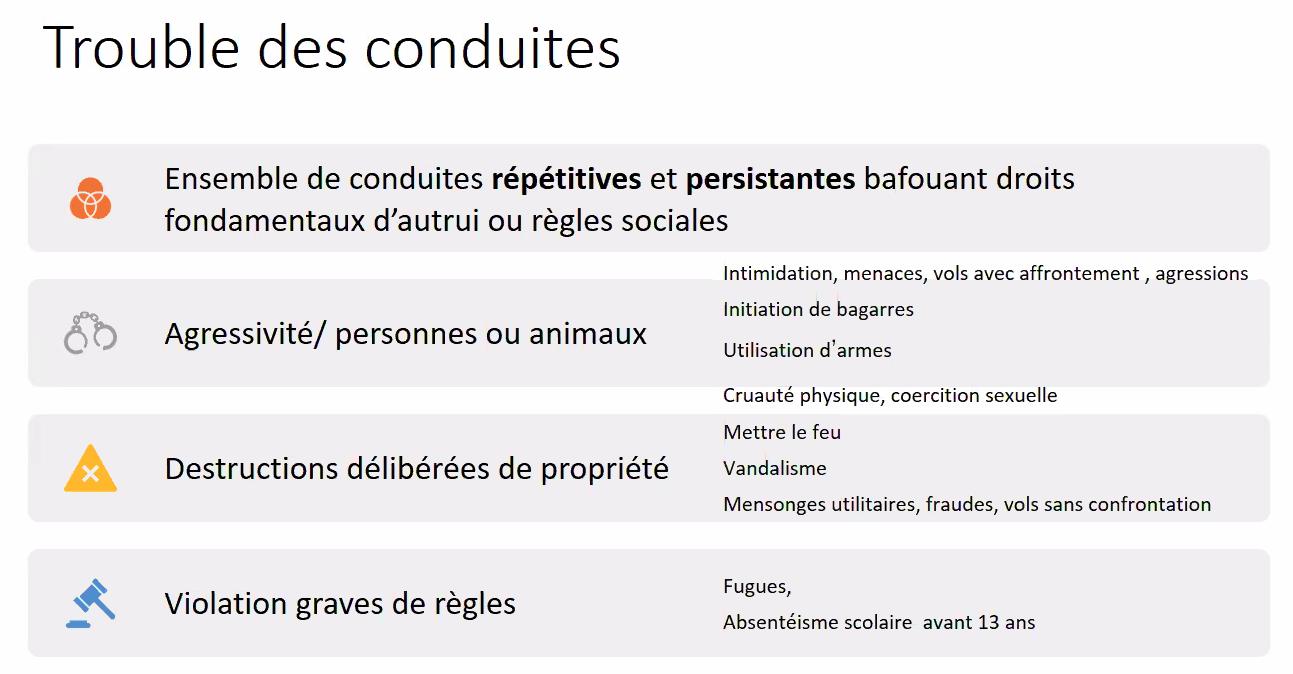 Trouble des conduites
Ensemble de conduites répétitives et persistantes bafouant droits
fondamentaux d’autrui ou règles sociales
Agressivité/ personnes ou animaux
Intimidation, menaces, vols avec affrontement , agressions
Initiation de bagarres
Utilisation d’armes
Cruauté physique, coercition sexuelle
Destructions délibérées de propriété
Mettre le feu
Vandalisme
Mensonges utilitaires, fraudes, vols sans confrontation
Violation graves de règles
Fugues,
Absentéisme scolaire  avant 13 ans